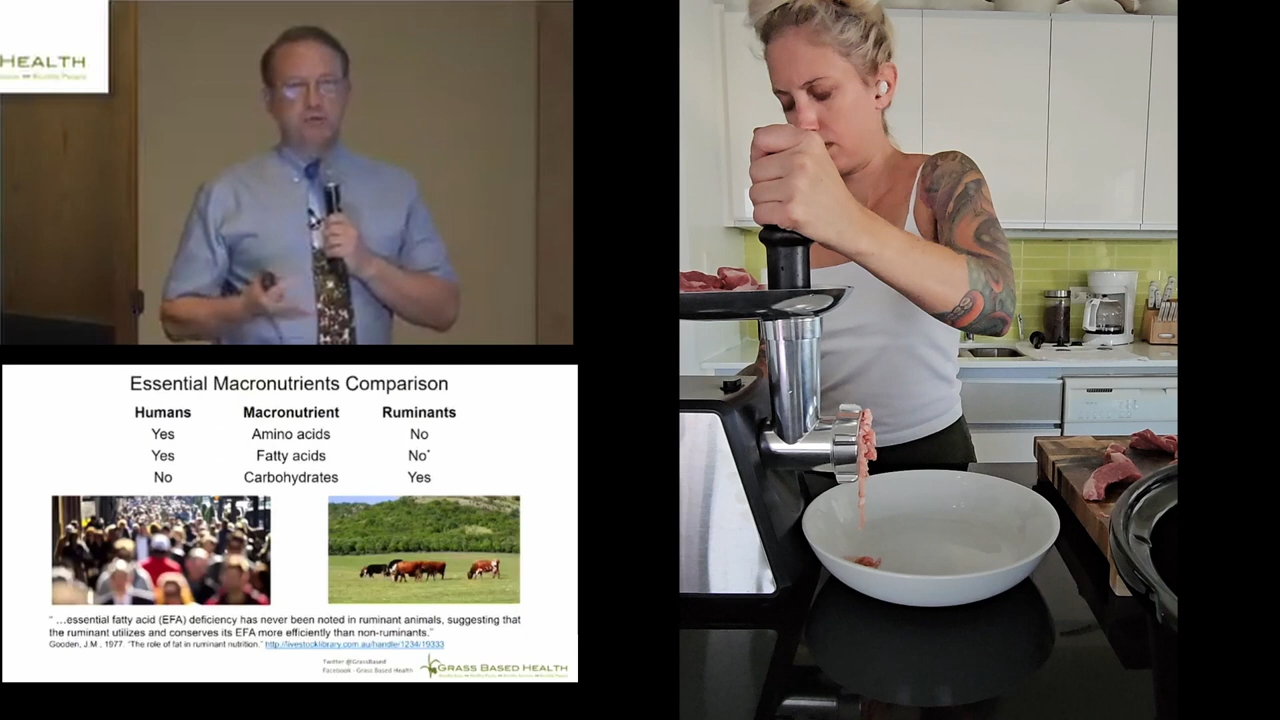 HEALTH
Essential Macronutrients Comparison
Humans Macronutrient Ruminants
Yes Amino acids No
Yes Fatty acids No*
No Carbohydrates Yes
“ …essential fatty acid (EFA) deficiency has never been noted in ruminant animals, suggesting that
the ruminant utilizes and conserves its EFA more efficiently than non-ruminants.”
Gooden, J.M., 1977. “The role of fat in ruminant nutrition.” http://livestocklibrary.com.au/handler1234/19333
Twitter @GrassBased
Facebook - Grass Based Health
GRASS BASED HEALTH